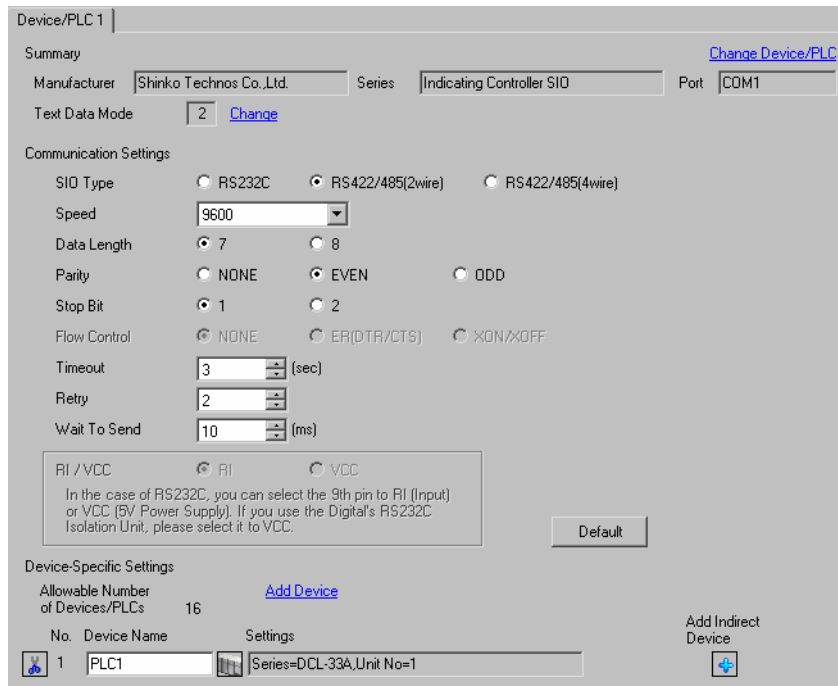 Device/PLC 1
Summary
Change Device/PLC
Manufacturer Shinko Technos Co.,Ltd. Series Indicating Controller SIO Port COM1
Text Data Mode 2 Change
Communication Settings
SIO Type RS232C RS422/485(2wire) RS422/485(4wire)
Speed 9600
Data Length 7 8
Parity NONE EVEN ODD
Stop Bit 1 2
Flow Control NONE ER(DTR/CTS) XON/XOFF
Timeout 3 (sec)
Retry 2
Wait To Send 10 (ms)
RI / VCC RI VCC
In the case of RS232C, you can select the 9th pin to RI (Input)
or VCC (5V Power Supply). If you use the Digital's RS232C
Isolation Unit, please select it to VCC.
Default
Device-Specific Settings
Allowable Number
of Devices/PLCs 16
Add Device
No. Device Name Settings
Add Indirect
Device
1 PLC1 Series=DCL-33A,Unit No=1